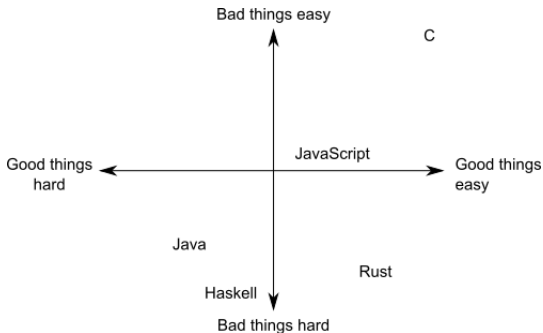 Bad things easy
C
JavaScript
Good things
hard
Good things
easy
Java
Rust
Haskell
Bad things hard